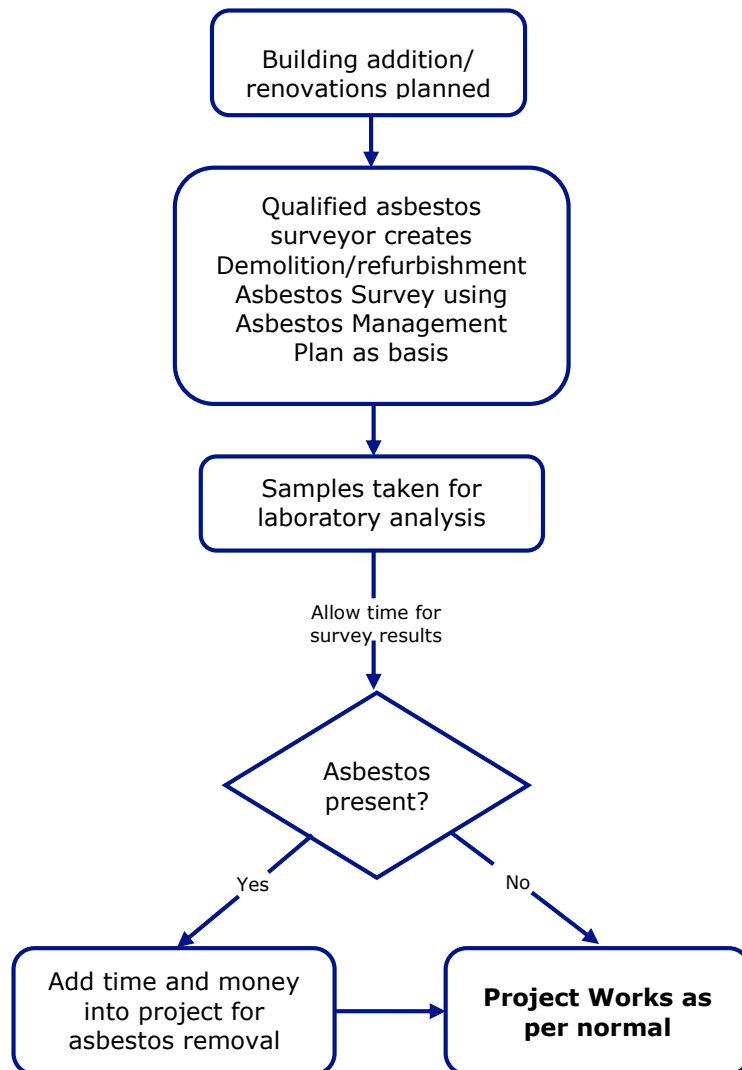 Building addition/
renovations planned
Qualified asbestos
surveyor creates
Demolition/refurbishment
Asbestos Survey using
Asbestos Management
Plan as basis
Samples taken for
laboratory analysis
Allow time for
survey results
Asbestos
present?
Yes
No
Add time and money
into project for
asbestos removal
Project Works as
per normal